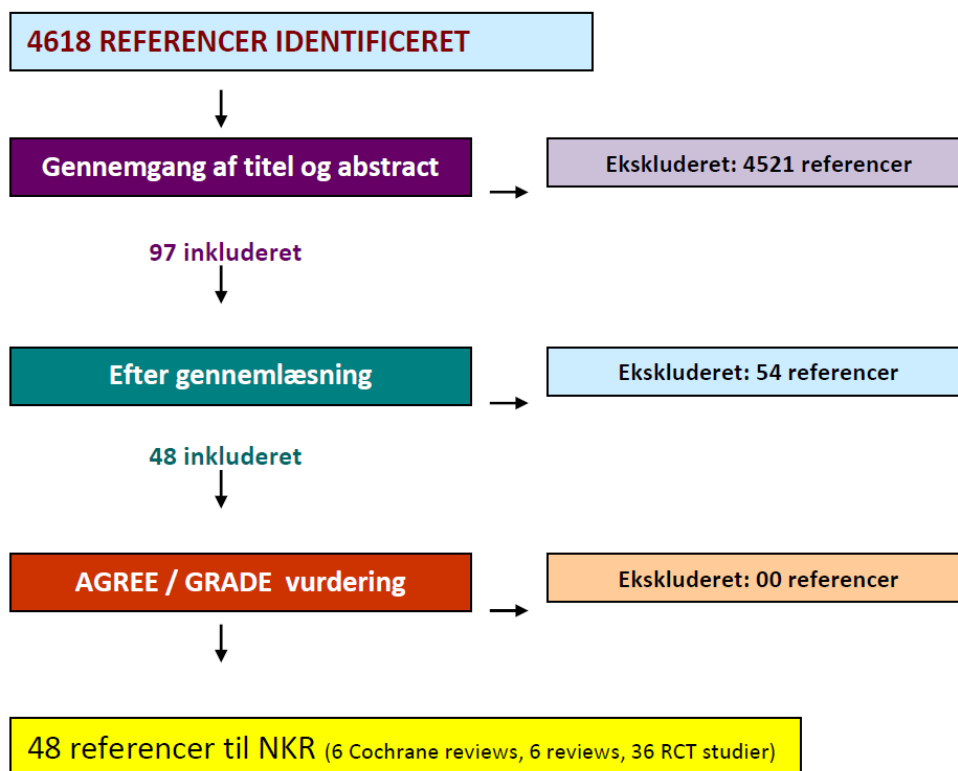 4618 REFERENCER IDENTIFICERET
Gennemgang af titel og abstract
Ekskluderet: 4521 referencer
97 inkluderet
Efter gennemlæsning
Ekskluderet: 54 referencer
48 inkluderet
AGREE / GRADE vurdering
Ekskluderet: 00 referencer
48 referencer til NKR (6 Cochrane reviews, 6 reviews, 36 RCT studier)